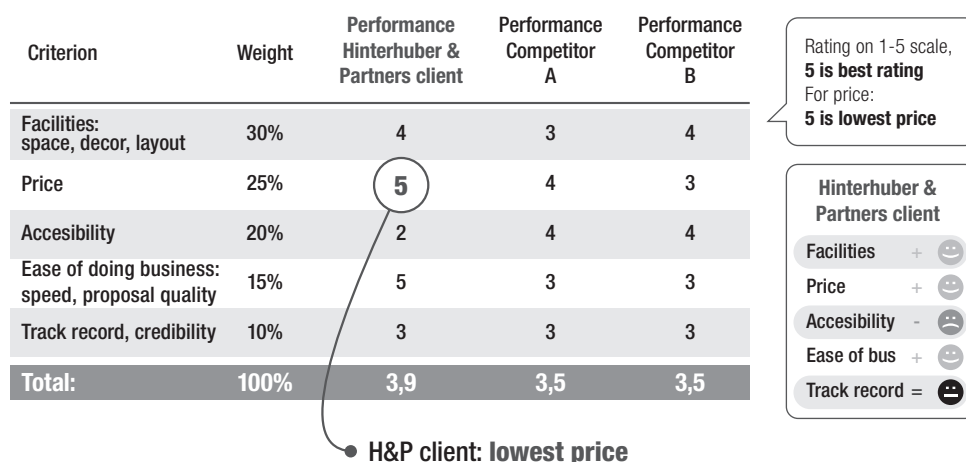 Criterion Weight Performance Hinterhuber & Partners client Performance Competitor A Performance Competitor B
Facilities: space, decor, layout 30% 4 3 4
Price 25% 5 4 3
Accesibility 20% 2 4 4
Ease of doing business: speed, proposal quality 15% 5 3 3
Track record, credibility 10% 3 3 3
Total: 100% 3,9 3,5 3,5
H&P client: lowest price
Rating on 1-5 scale,
5 is best rating
For price:
5 is lowest price
Hinterhuber &
Partners client
Facilities +
Price +
Accesibility -
Ease of bus +
Track record =